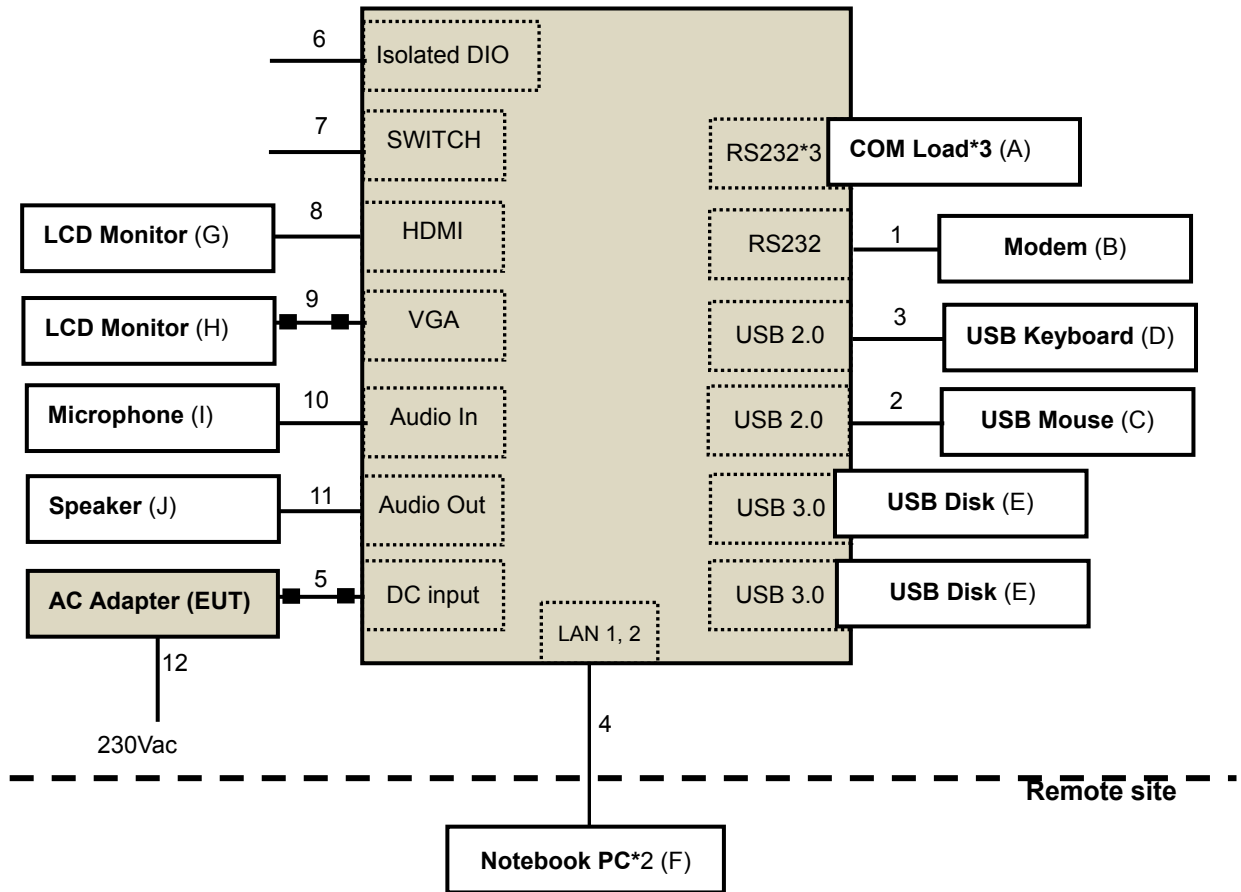 6
Isolated DIO
7
SWITCH
RS232*3
COM Load*3 (A)
LCD Monitor (G)
8
HDMI
RS232
1
Modem (B)
LCD Monitor (H)
9
VGA
USB 2.0
3
USB Keyboard (D)
Microphone (I)
10
Audio In
USB 2.0
2
USB Mouse (C)
Speaker (J)
11
Audio Out
USB 3.0
USB Disk (E)
AC Adapter (EUT)
5
DC input
USB 3.0
USB Disk (E)
LAN 1, 2
12
4
230Vac
Remote site
Notebook PC*2 (F)